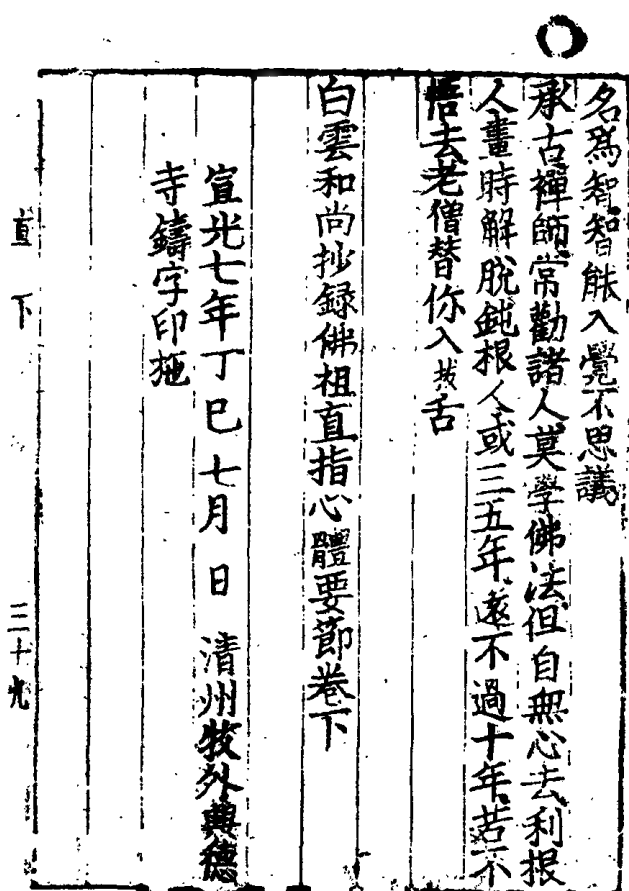 名爲智智能入覺不思議
承古禪師常勸諸人莫學佛法但自無心去利根
人晝時解脫鈍根人或三五年遠不過十年若不
悟去老僧替你入拔舌
白雲和尚抄錄佛祖直指心體要節卷下
宣光七年丁巳七月 日 清州牧外興德
寺鑄字印施
直下 三十九